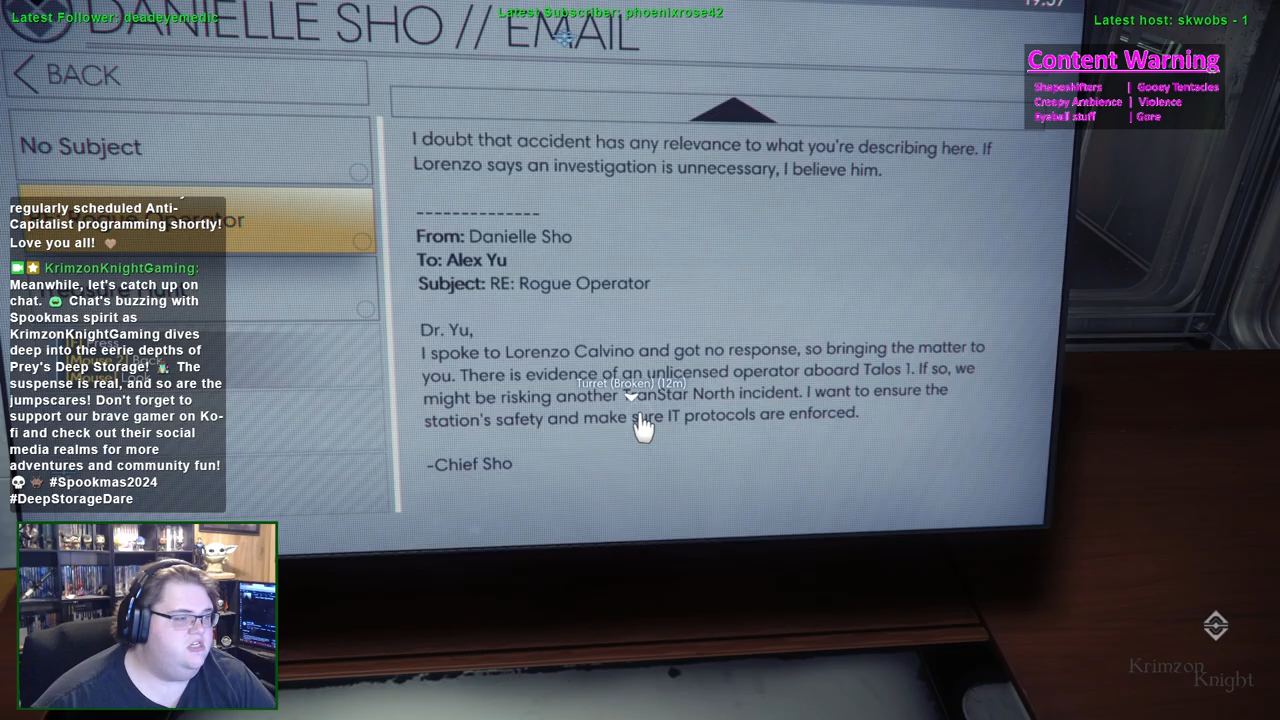 Latest Follower: deadeyemedic
Latest Subscriber: phoenixrose42
Latest host: skwobs - 1
DANIELLE SHO // EMAIL
Content Warning
Shapeshifters | Gooey Tentacles
Creepy Ambience | Violence
Eyeball stuff | Gore
BACK
No Subject
I doubt that accident has any relevance to what you're describing here. If
Lorenzo says an investigation is unnecessary, I believe him.
--------------
From: Danielle Sho
To: Alex Yu
Subject: RE: Rogue Operator
Dr. Yu,
I spoke to Lorenzo Calvino and got no response, so bringing the matter to
you. There is evidence of an unlicensed operator aboard Talos 1. If so, we
might be risking another TranStar North incident. I want to ensure the
station's safety and make sure IT protocols are enforced.
-Chief Sho
Turret (Broken) (12m)
regularly scheduled Anti-
Capitalist programming shortly!
Love you all!
KrimzonKnightGaming:
Meanwhile, let's catch up on
chat. Chat's buzzing with
Spookmas spirit as
KrimzonKnightGaming dives
deep into the eerie depths of
Prey's Deep Storage! The
suspense is real, and so are the
jumpscares! Don't forget to
support our brave gamer on Ko-
fi and check out their social
media realms for more
adventures and community fun!
#Spookmas2024
#DeepStorageDare
Krimzon
Knight